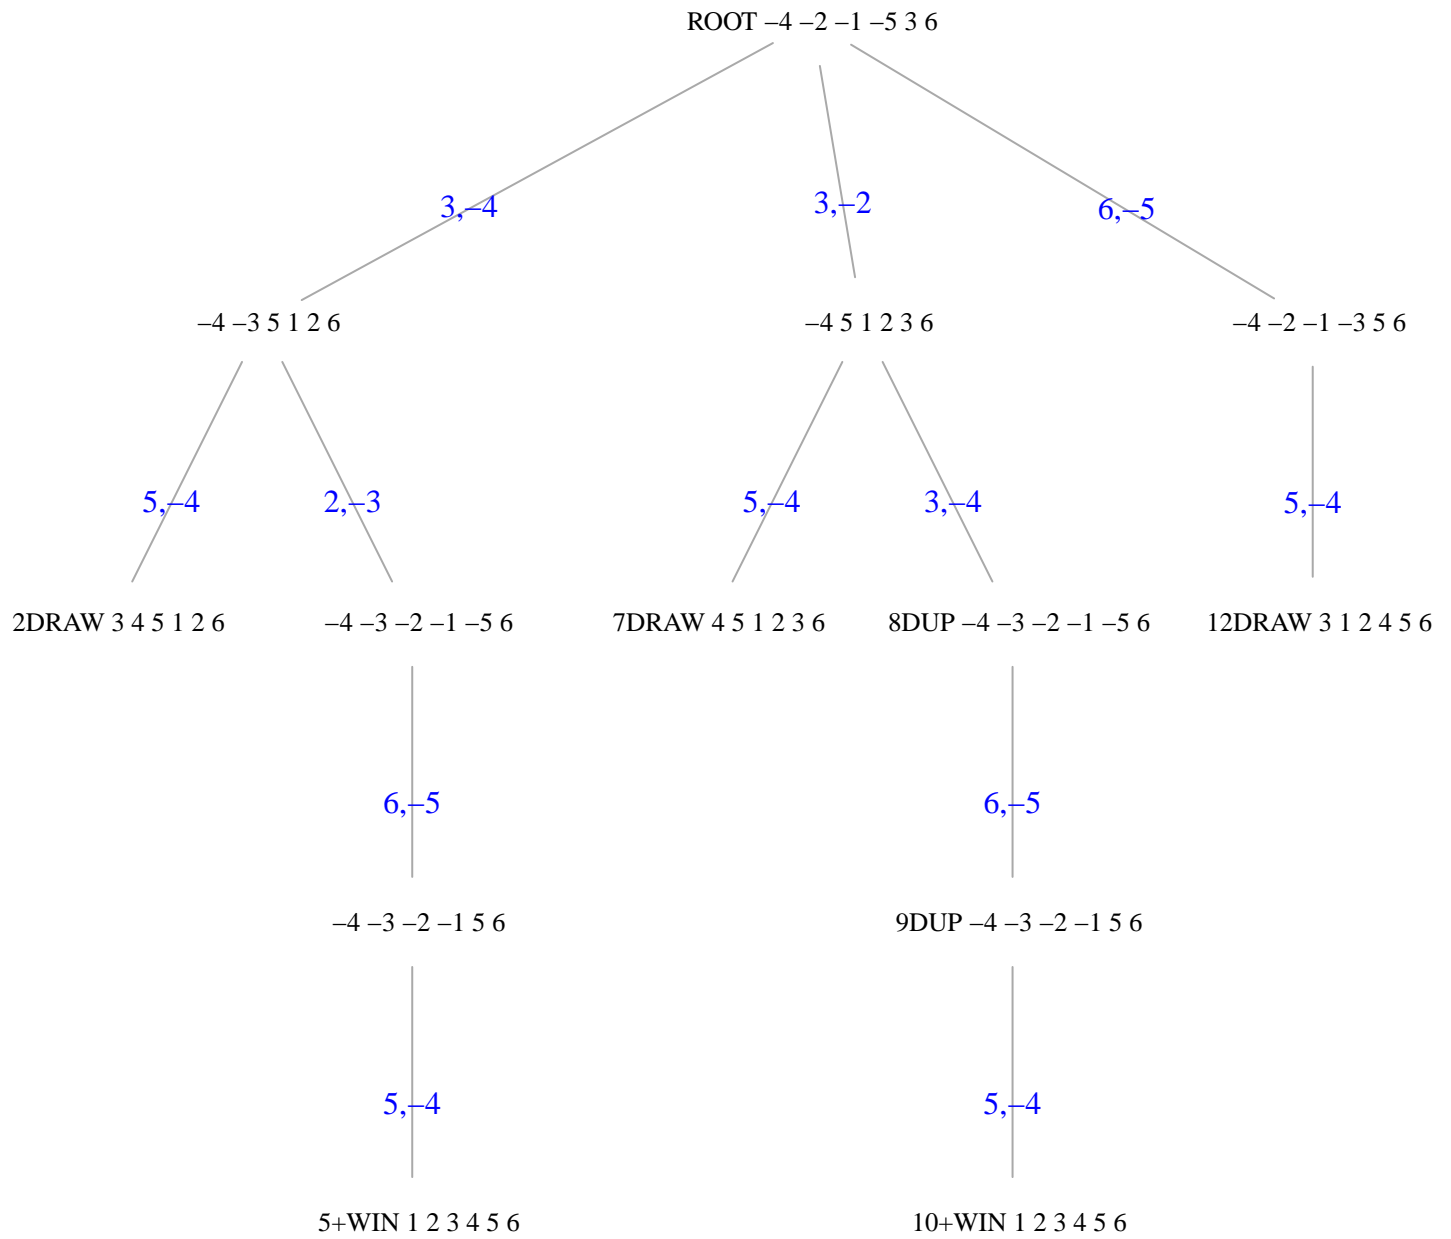 ROOT –4 –2 –1 –5 3 6
3,–4
3,–2
6,–5
–4 –3 5 1 2 6
–4 5 1 2 3 6
–4 –2 –1 –3 5 6
5,–4
2,–3
5,–4
3,–4
5,–4
2DRAW 3 4 5 1 2 6
–4 –3 –2 –1 –5 6
7DRAW 4 5 1 2 3 6
8DUP –4 –3 –2 –1 –5 6
12DRAW 3 1 2 4 5 6
6,–5
6,–5
–4 –3 –2 –1 5 6
9DUP –4 –3 –2 –1 5 6
5,–4
5,–4
5+WIN 1 2 3 4 5 6
10+WIN 1 2 3 4 5 6